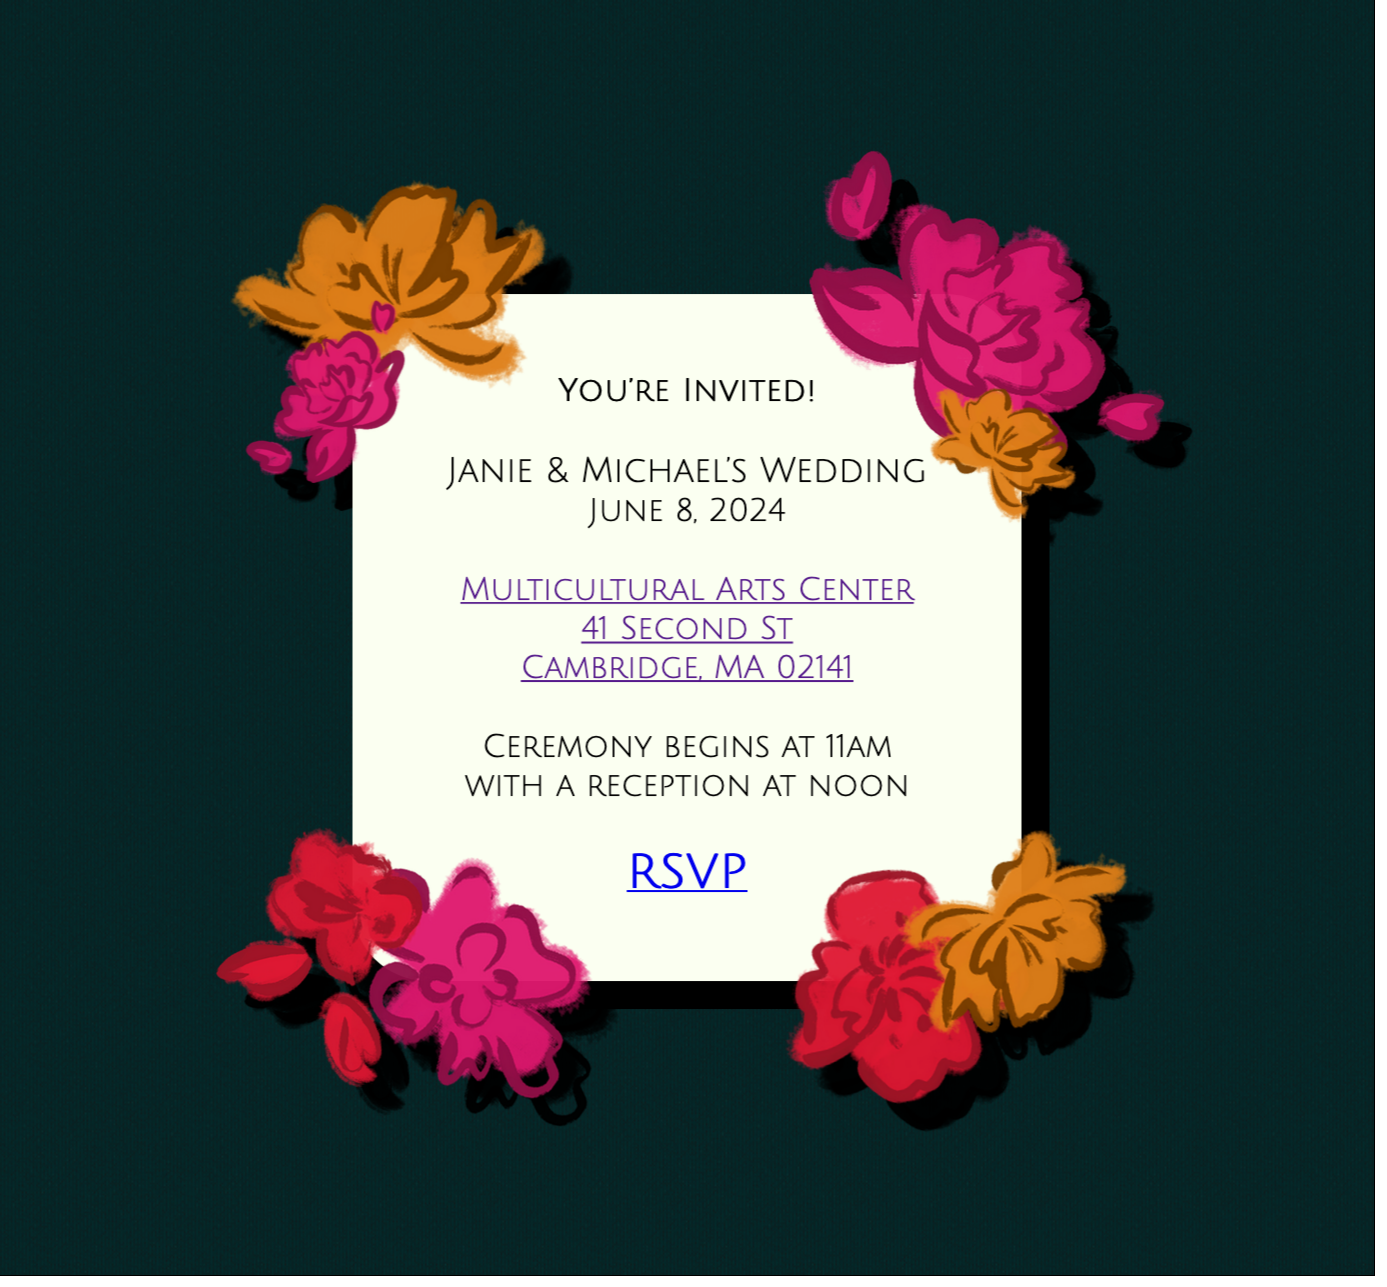 You're Invited!
Janie & Michael's Wedding
June 8, 2024
Multicultural Arts Center
41 Second St
Cambridge, MA 02141
Ceremony begins at 11am
with a reception at noon
RSVP